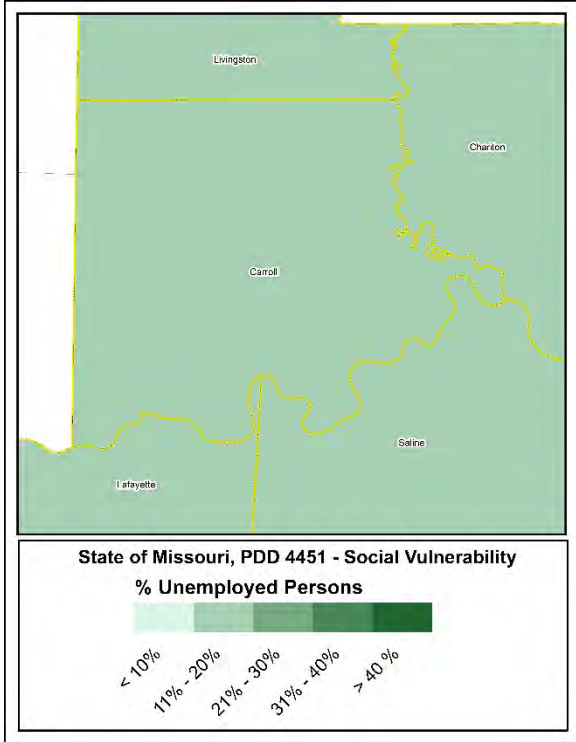 Livingston
Chariton
Carroll
Saline
Lafayette
State of Missouri, PDD 4451 - Social Vulnerability
% Unemployed Persons
< 10%
11% - 20%
21% - 30%
31% - 40%
> 40 %